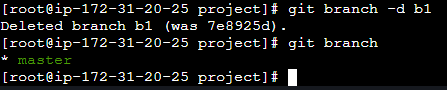 [root@ip-172-31-20-25 project]# git branch -d b1
Deleted branch b1 (was 7e8925d).
[root@ip-172-31-20-25 project]# git branch
* master
[root@ip-172-31-20-25 project]#